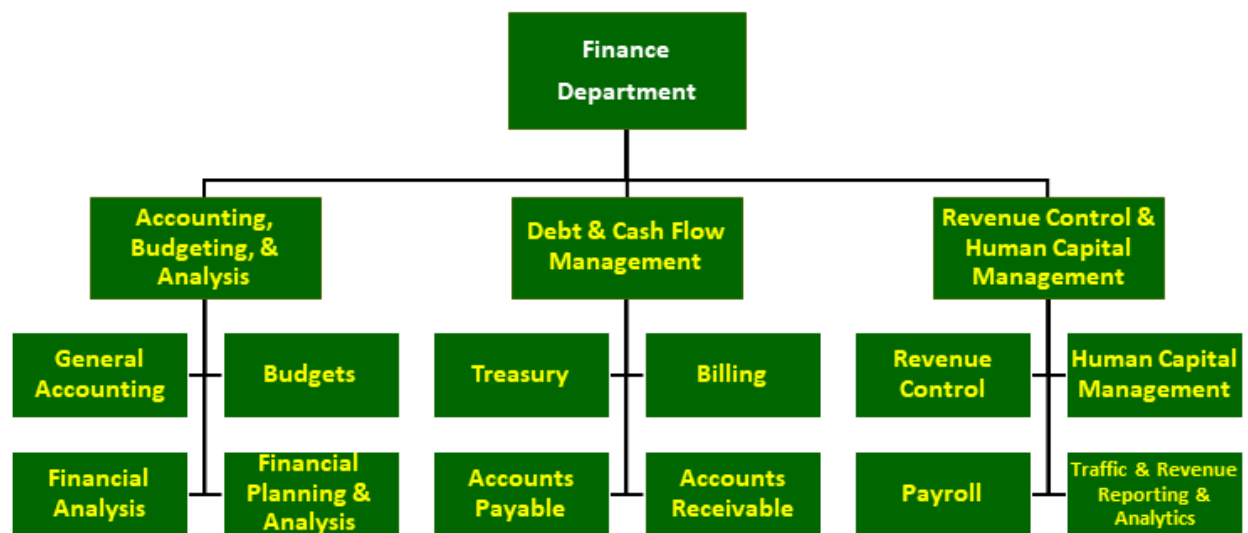 Finance
Department
Accounting,
Budgeting, &
Analysis
Debt & Cash Flow
Management
Revenue Control &
Human Capital
Management
General
Accounting
Budgets
Treasury
Billing
Revenue
Control
Human Capital
Management
Financial
Analysis
Financial
Planning &
Analysis
Accounts
Payable
Accounts
Receivable
Payroll
Traffic & Revenue
Reporting &
Analytics